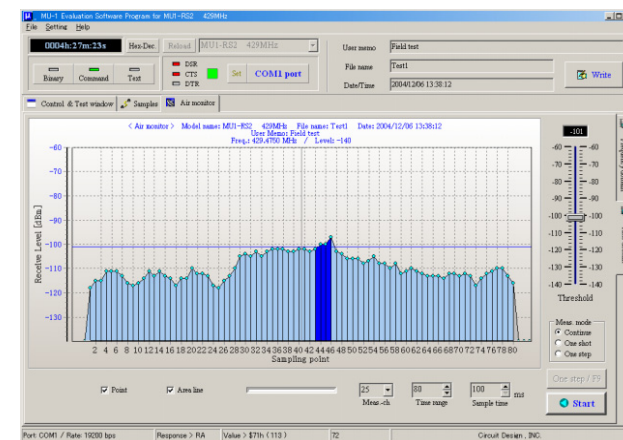 MU-1 Evaluation Software Program for MU1-RS2 429MHz
File Setting Help
0004h:27m:23s Hex-Dec. Reload MU1-RS2 429MHz
User memo Field test
File name Test1
Date/Time 2004/12/06 13:38:12
Binary Command Text
DSR
CTS
DTR
Set COM1 port
Write
Control & Test window Samples Air monitor
< Air monitor > Model name: MU1-RS2 429MHz File name: Test1 Date: 2004/12/06 13:38:12
User Memo: Field test
Freq.: 429.4750 MHz / Level: -140
Receive Level [dBm]
-60
-70
-80
-90
-100
-110
-120
-130
2 4 6 8 10 12 14 16 18 20 22 24 26 28 30 32 34 36 38 40 42 44 46 48 50 52 54 56 58 60 62 64 66 68 70 72 74 76 78 80
Sampling point
-101
-60 -60
-70 -70
-80 -80
-90 -90
-100 -100
-110 -110
-120 -120
-130 -130
-140 -140
Threshold
Meas. mode
Continue
One shot
One step
One step / F9
Start
Point Area line
25 80 100 ms
Meas.-ch Time range Sample time
Port: COM1 / Rate: 19200 bps Response > RA Value > $71h ( 113 ) 72 Circuit Design , INC.